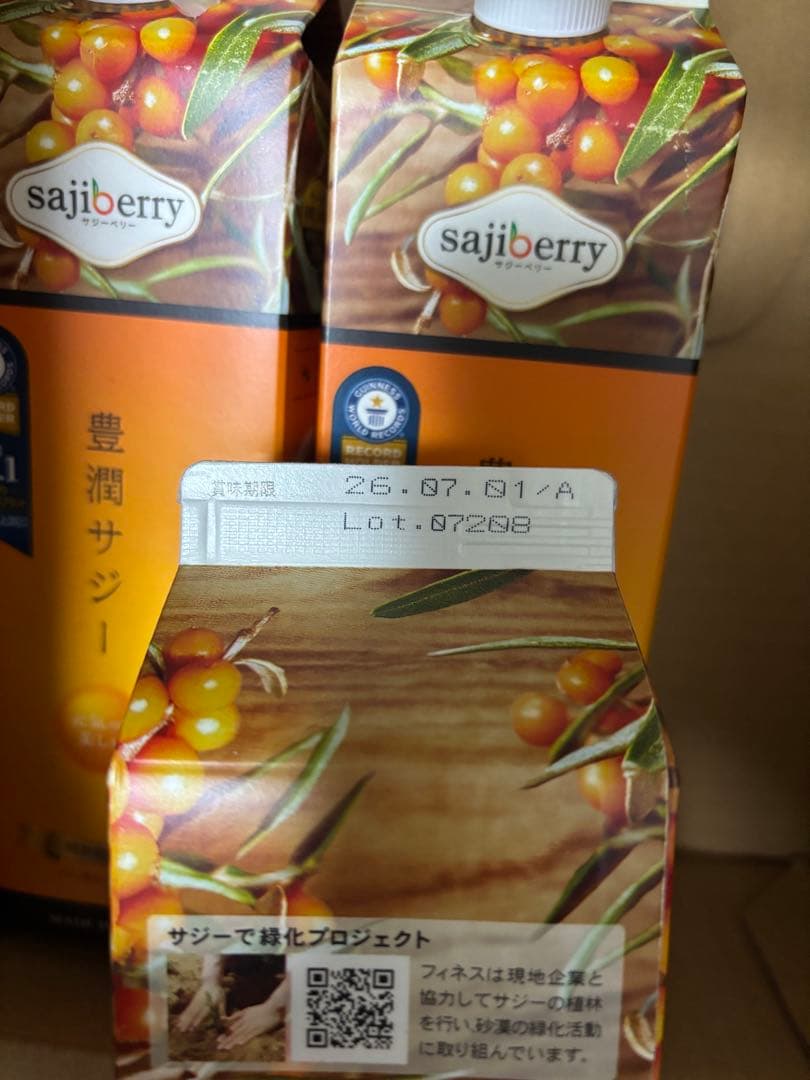 sajiberry
サジーベリー
sajiberry
サジーベリー
GUINNESS
WORLD RECORDS
RECORD
豊潤サジー
賞味期限 26.07.01/A
Lot.07208
サジーで緑化プロジェクト
フィネスは現地企業と
協力してサジーの植林
を行い、砂漠の緑化活動
に取り組んでいます。